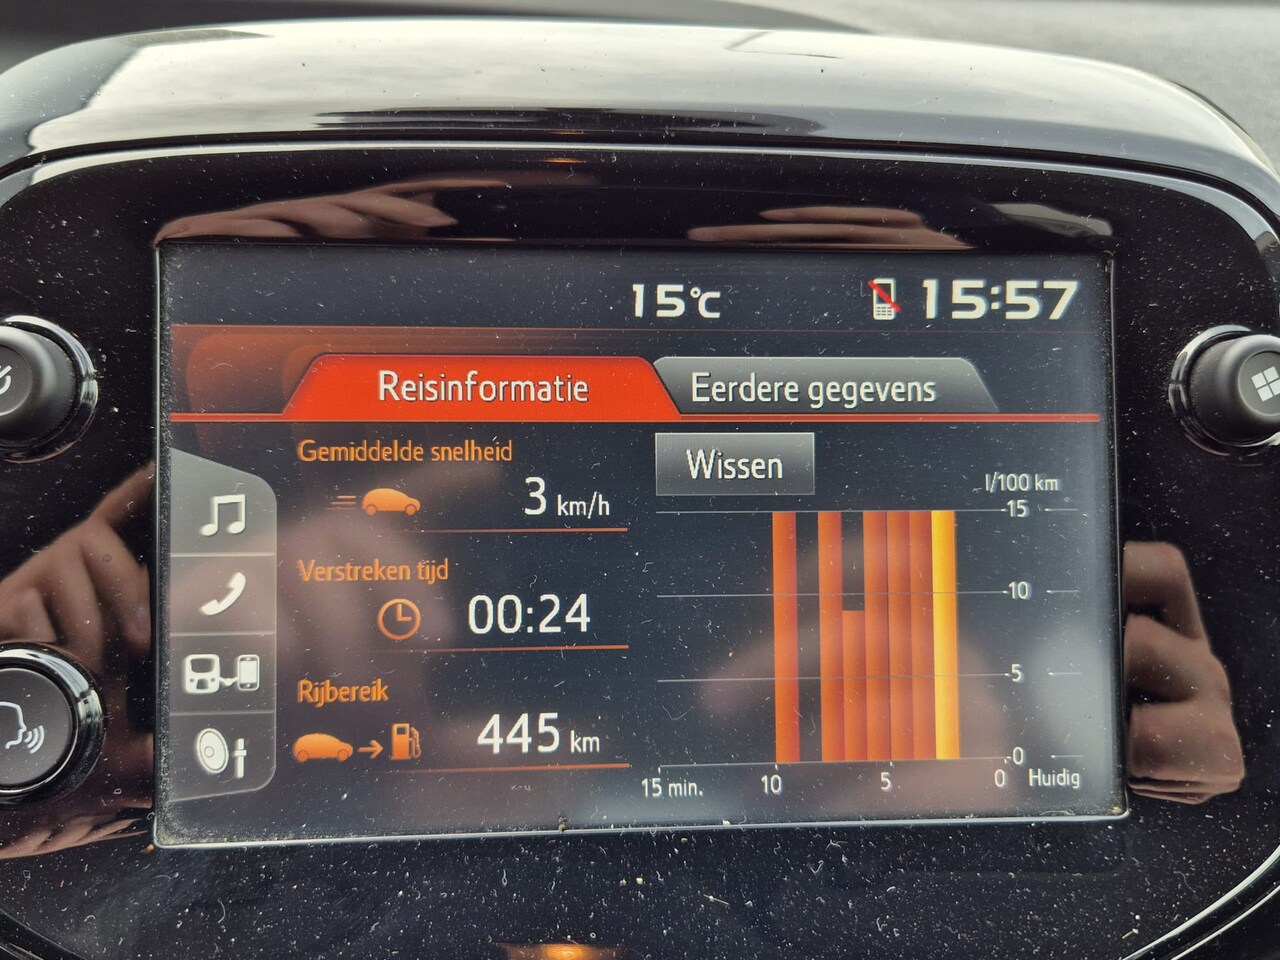 15°C
15:57
Reisinformatie
Eerdere gegevens
Gemiddelde snelheid
3 km/h
Verstreken tijd
00:24
Rijbereik
445 km
Wissen
l/100 km
15
10
5
0
15 min.
10
5
0
Huidig